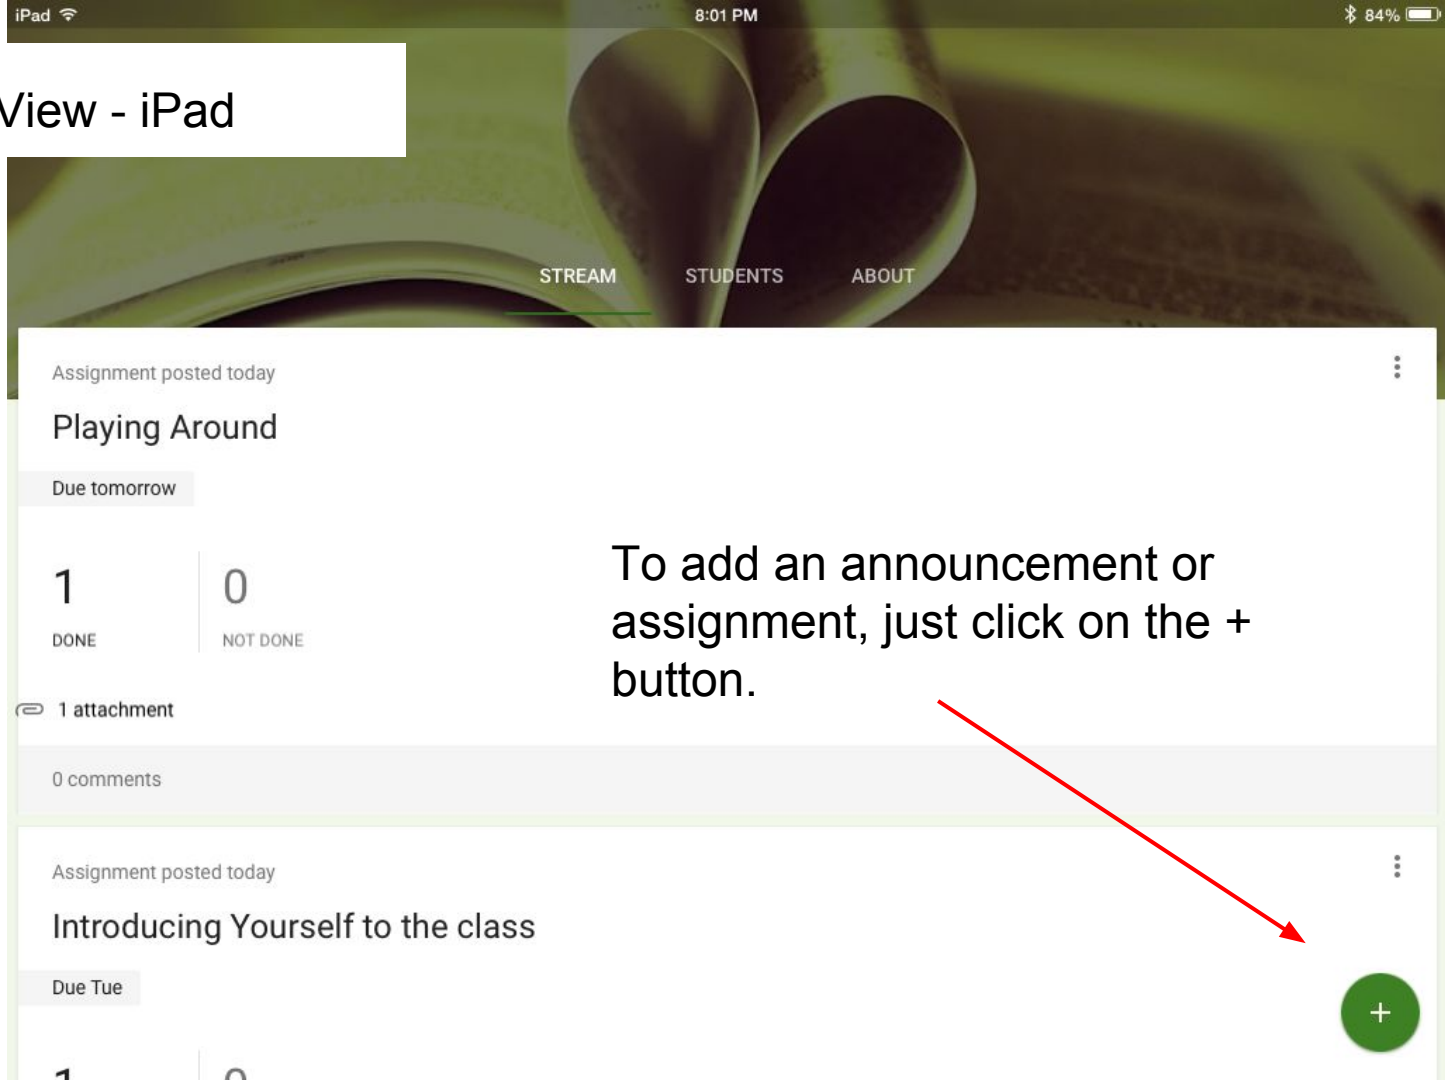 iPad 8:01 PM 84%
View - iPad
STREAM STUDENTS ABOUT
Assignment posted today
Playing Around
Due tomorrow
1 0
DONE NOT DONE
To add an announcement or
assignment, just click on the +
button.
1 attachment
0 comments
Assignment posted today
Introducing Yourself to the class
Due Tue
+
1 0